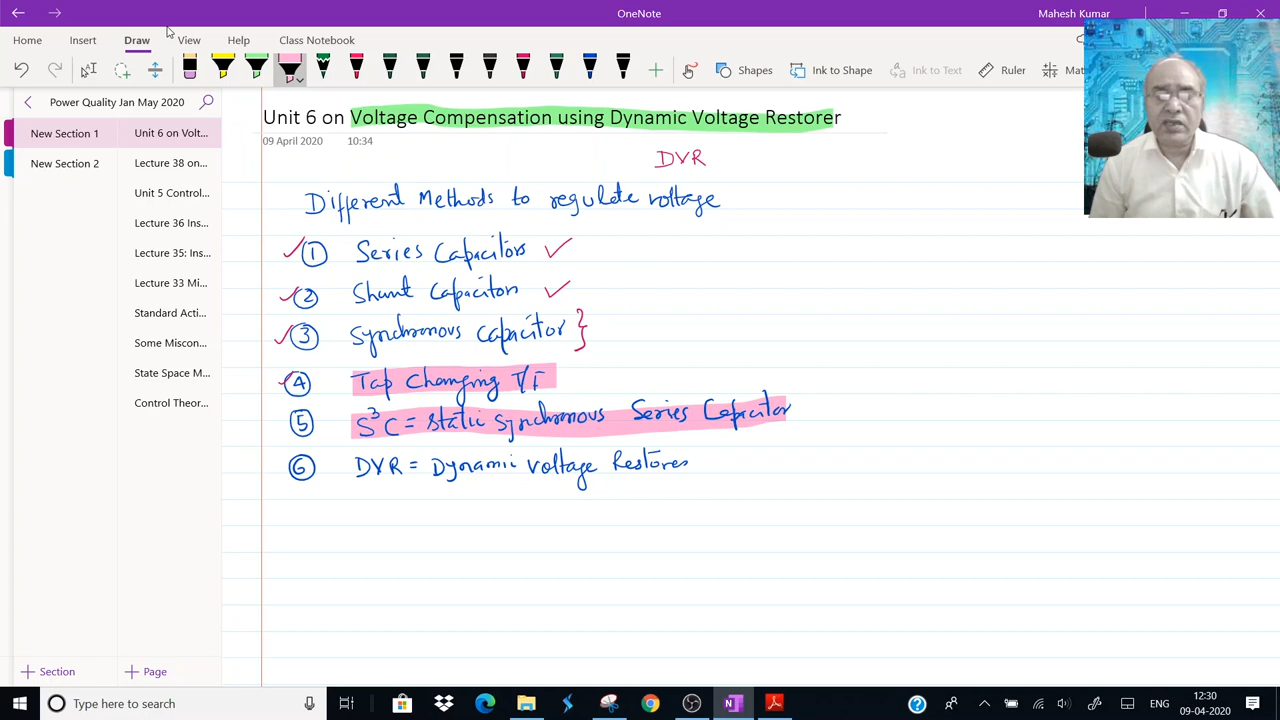 OneNote
Mahesh Kumar
Home Insert Draw View Help Class Notebook
Shapes Ink to Shape Ink to Text Ruler Mat
Power Quality Jan May 2020
New Section 1
New Section 2
Unit 6 on Volt...
Lecture 38 on...
Unit 5 Control...
Lecture 36 Ins...
Lecture 35: Ins...
Lecture 33 Mi...
Standard Acti...
Some Miscon...
State Space M...
Control Theor...
Unit 6 on Voltage Compensation using Dynamic Voltage Restorer
09 April 2020 10:34
DVR
Different Methods to regulate voltage
① Series Capacitors
② Shunt Capacitors
③ Synchronous Capacitor }
④ Tap Changing T/F
⑤ S³C = Static Synchronous Series Capacitor
⑥ DVR = Dynamic Voltage Restorer
+ Section + Page
Type here to search
ENG
12:30
09-04-2020